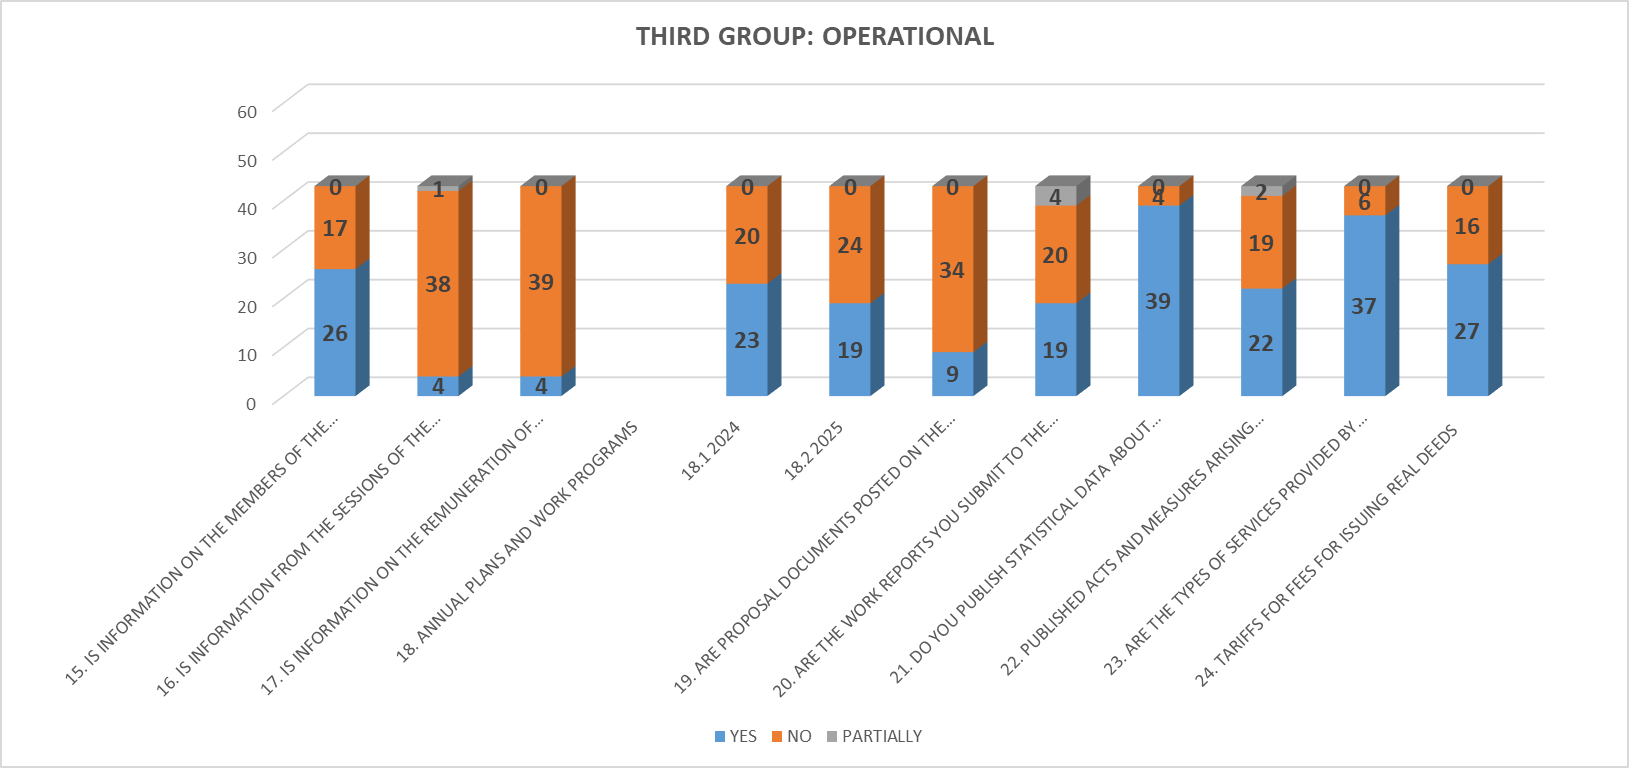 THIRD GROUP: OPERATIONAL
60
50
40
30
20
10
0
0 1 0 0 0 0 4 0 2 0 0
17 38 39 20 24 34 20 4 19 6 16
26 4 4 23 19 9 19 39 22 37 27
15. IS INFORMATION ON THE MEMBERS OF THE…
16. IS INFORMATION FROM THE SESSIONS OF THE…
17. IS INFORMATION ON THE REMUNERATION OF…
18. ANNUAL PLANS AND WORK PROGRAMS
18.1 2024
18.2 2025
19. ARE PROPOSAL DOCUMENTS POSTED ON THE…
20. ARE THE WORK REPORTS YOU SUBMIT TO THE…
21. DO YOU PUBLISH STATISTICAL DATA ABOUT…
22. PUBLISHED ACTS AND MEASURES ARISING…
23. ARE THE TYPES OF SERVICES PROVIDED BY…
24. TARIFFS FOR FEES FOR ISSUING REAL DEEDS
YES NO PARTIALLY